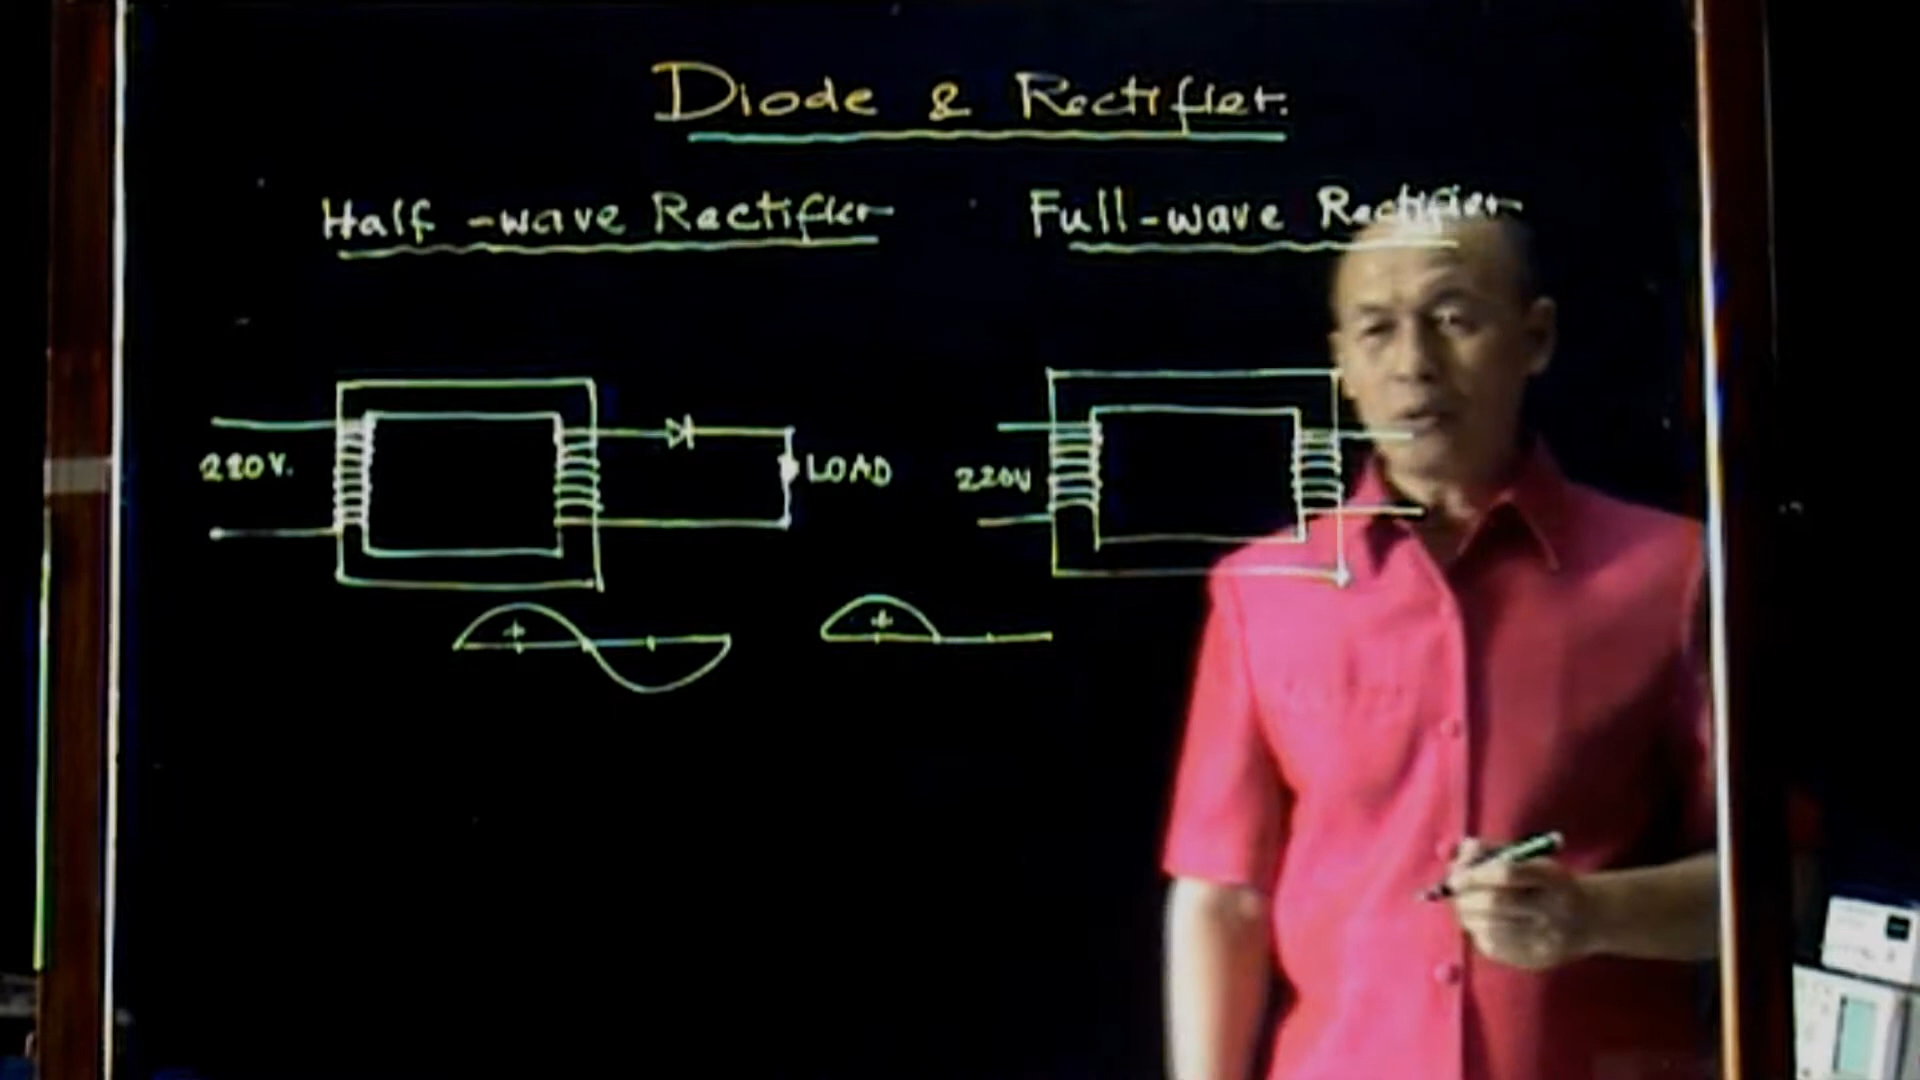 Diode & Rectifier.
Half-wave Rectifier
Full-wave Rectifier
220V.
LOAD
220V
+
+